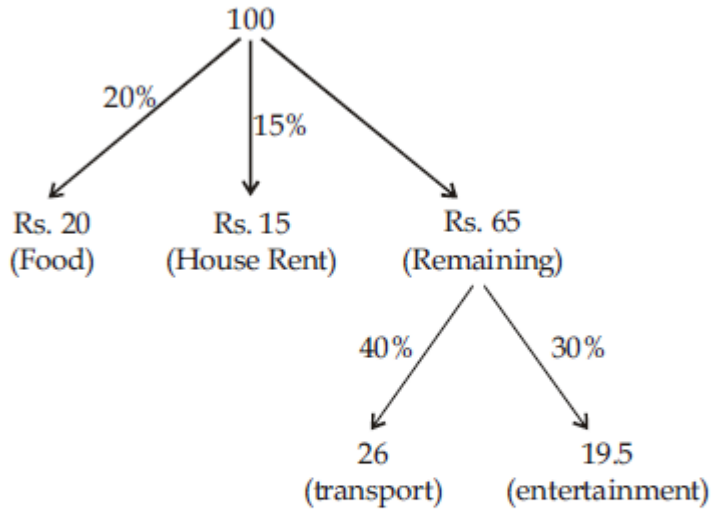 100
20%
15%
Rs. 20
(Food)
Rs. 15
(House Rent)
Rs. 65
(Remaining)
40%
30%
26
(transport)
19.5
(entertainment)